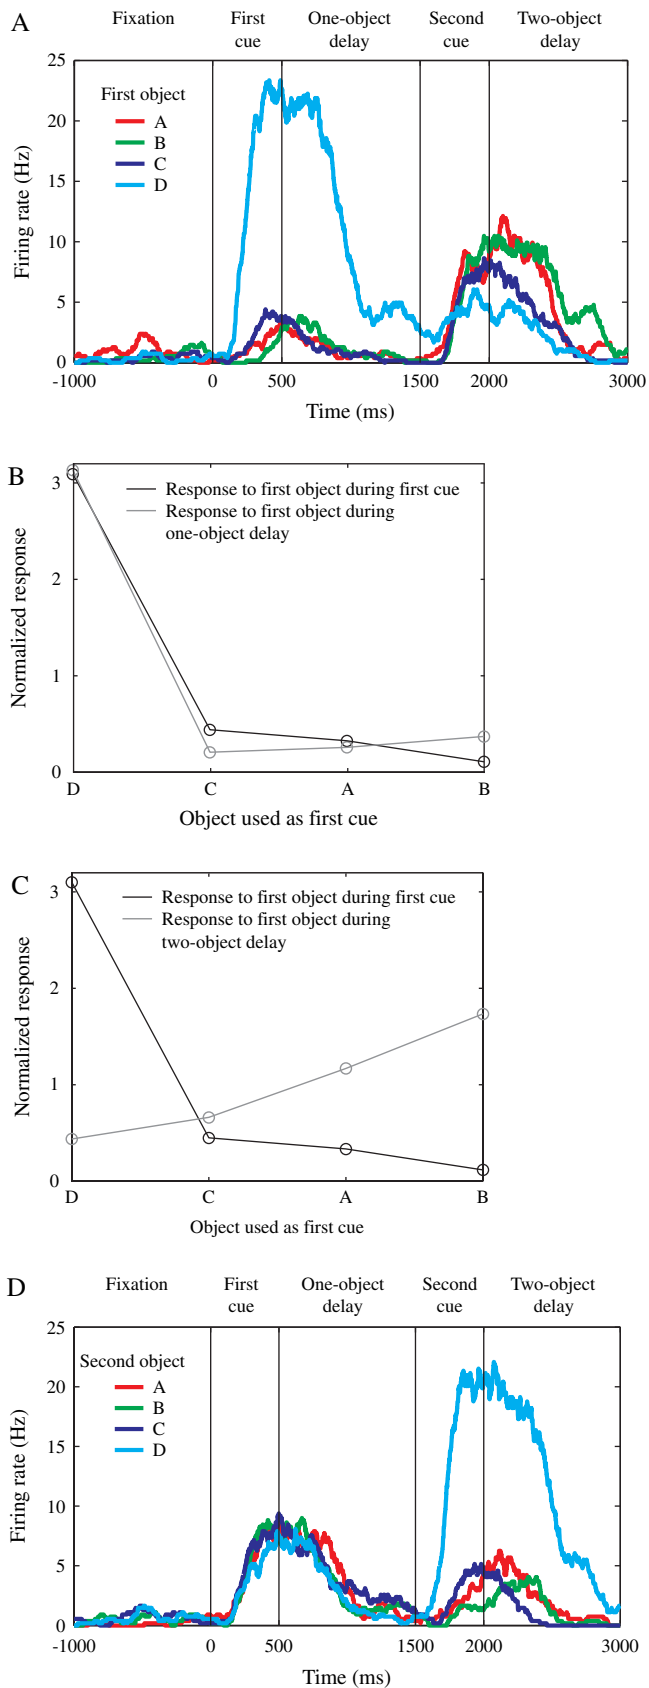 A
Fixation
First
cue
One-object
delay
Second
cue
Two-object
delay
25
20
15
10
5
0
Firing rate (Hz)
First object
A
B
C
D
-1000
0
500
1500
2000
3000
Time (ms)
B
3
2
1
0
Normalized response
Response to first object during first cue
Response to first object during
one-object delay
D
C
A
B
Object used as first cue
C
3
2
1
0
Normalized response
Response to first object during first cue
Response to first object during
two-object delay
D
C
A
B
Object used as first cue
D
Fixation
First
cue
One-object
delay
Second
cue
Two-object
delay
25
20
15
10
5
0
Firing rate (Hz)
Second object
A
B
C
D
-1000
0
500
1500
2000
3000
Time (ms)